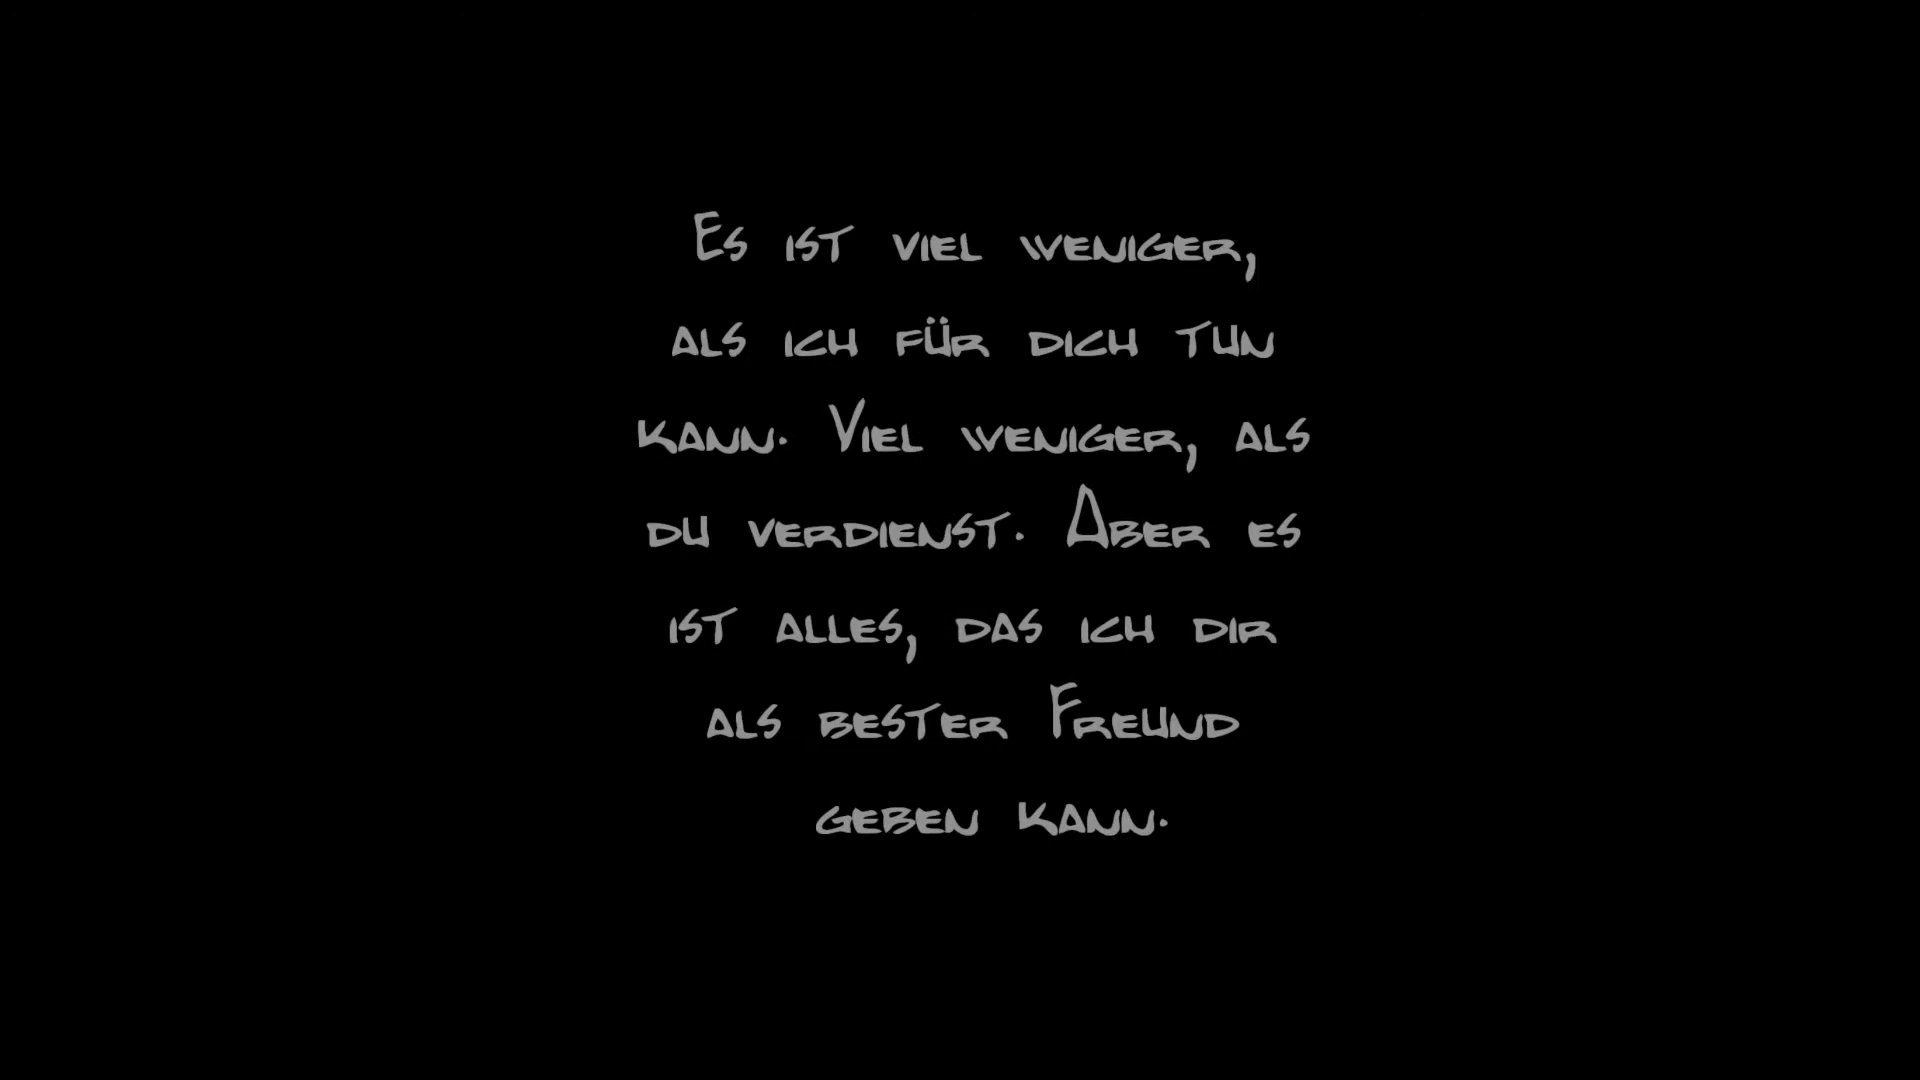 Es ist viel weniger,
als ich für dich tun
kann. Viel weniger, als
du verdienst. Aber es
ist alles, das ich dir
als bester Freund
geben kann.